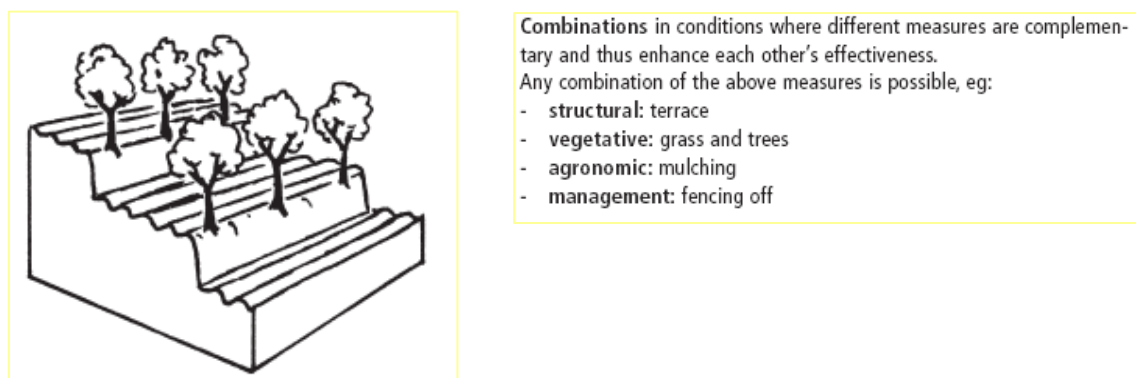 Combinations in conditions where different measures are complemen-
tary and thus enhance each other's effectiveness.
Any combination of the above measures is possible, eg:
- structural: terrace
- vegetative: grass and trees
- agronomic: mulching
- management: fencing off